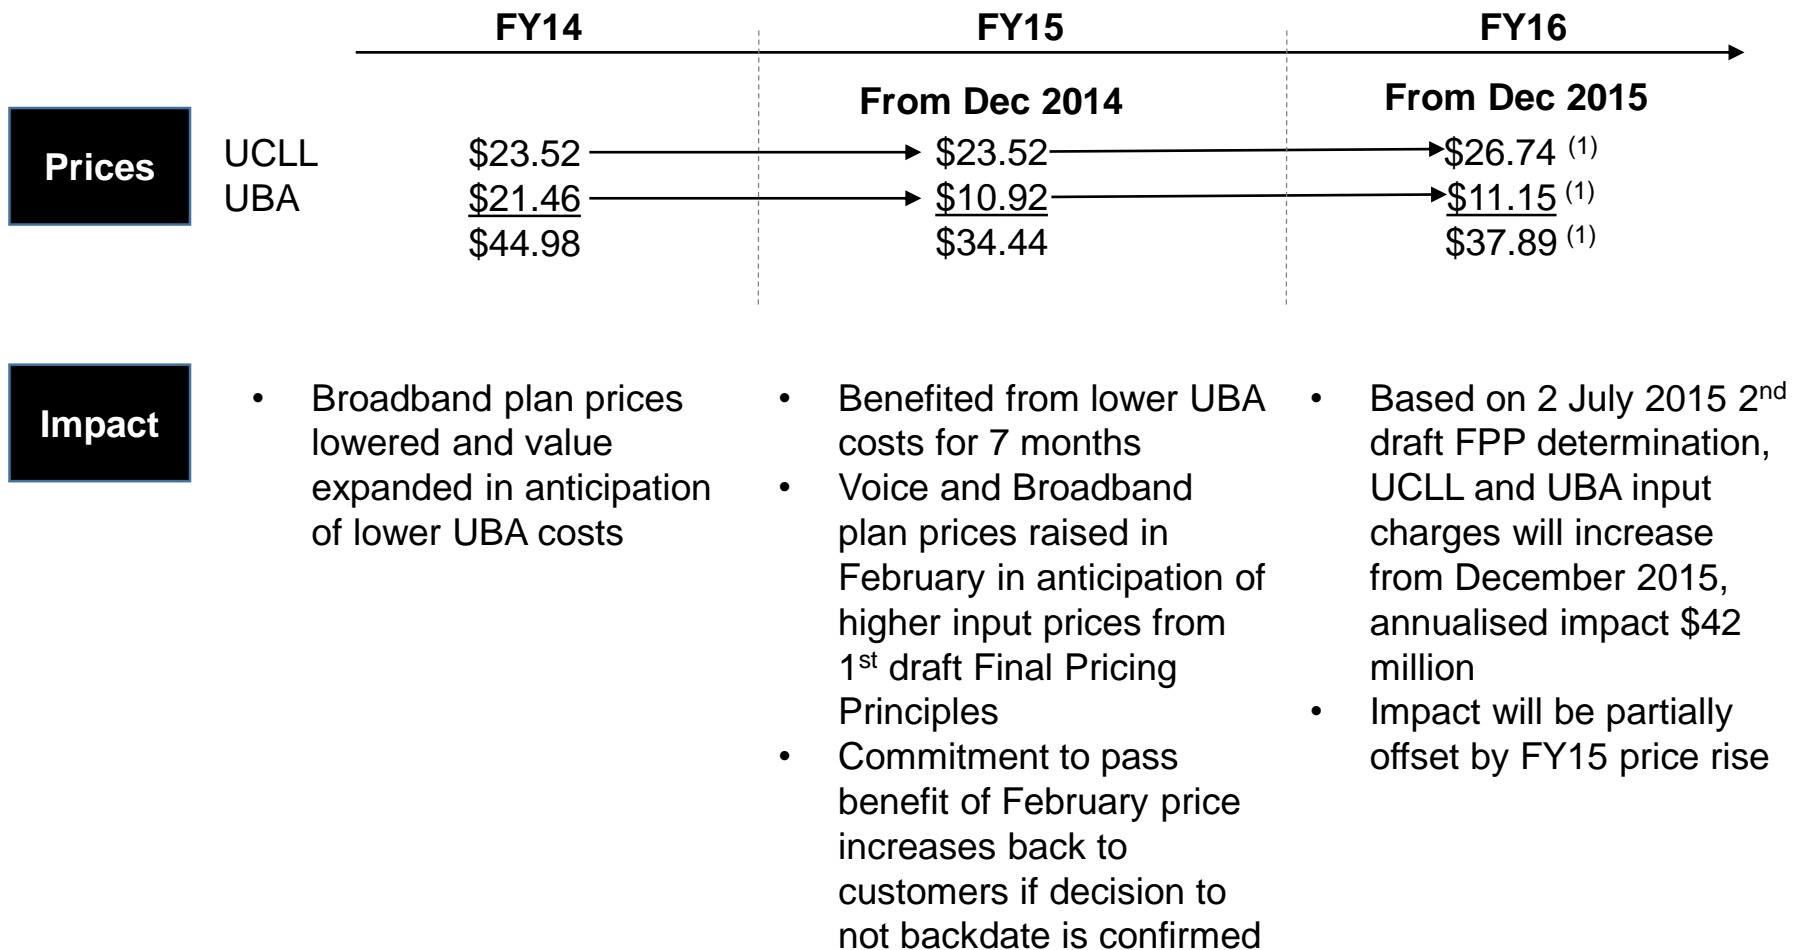 FY14 FY15 FY16
From Dec 2014 From Dec 2015
Prices
UCLL $23.52 $23.52 $26.74 (1)
UBA $21.46 $10.92 $11.15 (1)
$44.98 $34.44 $37.89 (1)
Impact
• Broadband plan prices
lowered and value
expanded in anticipation
of lower UBA costs
• Benefited from lower UBA
costs for 7 months
• Voice and Broadband
plan prices raised in
February in anticipation of
higher input prices from
1st draft Final Pricing
Principles
• Commitment to pass
benefit of February price
increases back to
customers if decision to
not backdate is confirmed
• Based on 2 July 2015 2nd
draft FPP determination,
UCLL and UBA input
charges will increase
from December 2015,
annualised impact $42
million
• Impact will be partially
offset by FY15 price rise